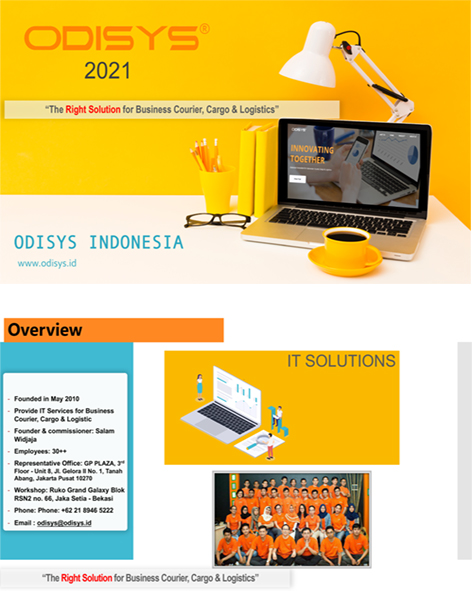 ODISYS®
2021
“The Right Solution for Business Courier, Cargo & Logistics”
INNOVATING
TOGETHER
ODISYS INDONESIA
www.odisys.id
Overview
IT SOLUTIONS
- Founded in May 2010
- Provide IT Services for Business
Courier, Cargo & Logistic
- Founder & commissioner: Salam
Widjaja
- Employees: 30++
- Representative Office: GP PLAZA, 3rd
Floor - Unit 8, Jl. Gelora II No. 1, Tanah
Abang, Jakarta Pusat 10270
- Workshop: Ruko Grand Galaxy Blok
RSN2 no. 66, Jaka Setia - Bekasi
- Phone: Phone: +62 21 8946 5222
- Email : odisys@odisys.id
“The Right Solution for Business Courier, Cargo & Logistics”